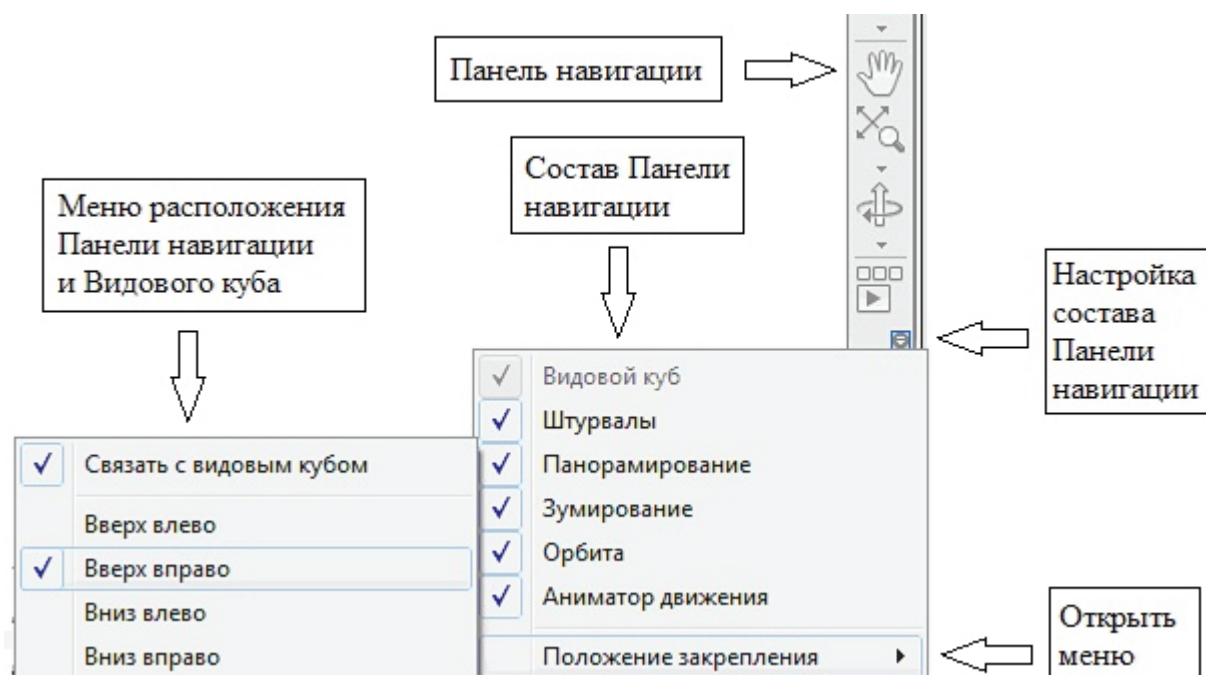 Панель навигации
Состав Панели
навигации
Меню расположения
Панели навигации
и Видового куба
Настройка
состава
Панели
навигации
Видовой куб
Штурвалы
Панорамирование
Зумирование
Орбита
Аниматор движения
Положение закрепления
Связать с видовым кубом
Вверх влево
Вверх вправо
Вниз влево
Вниз вправо
Открыть
меню